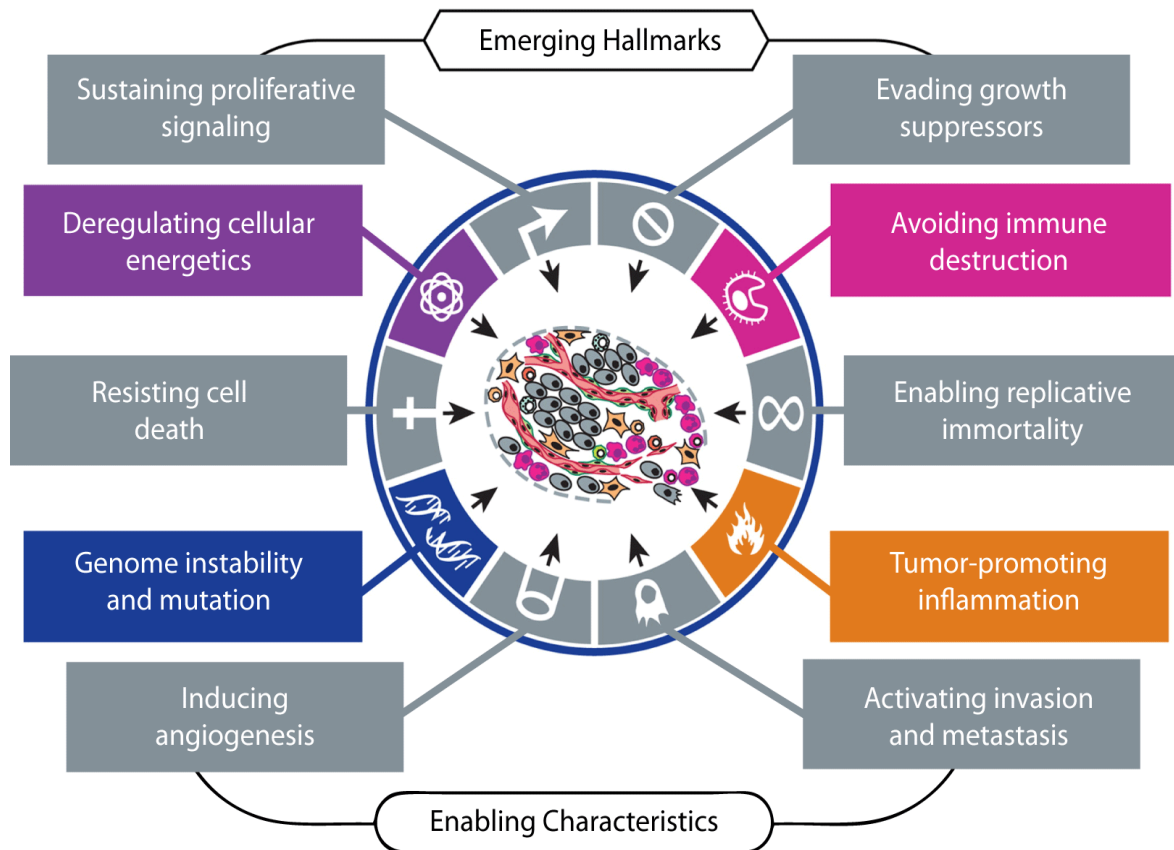 Emerging Hallmarks
Sustaining proliferative
signaling
Evading growth
suppressors
Deregulating cellular
energetics
Avoiding immune
destruction
Resisting cell
death
Enabling replicative
immortality
Genome instability
and mutation
Tumor-promoting
inflammation
Inducing
angiogenesis
Activating invasion
and metastasis
Enabling Characteristics